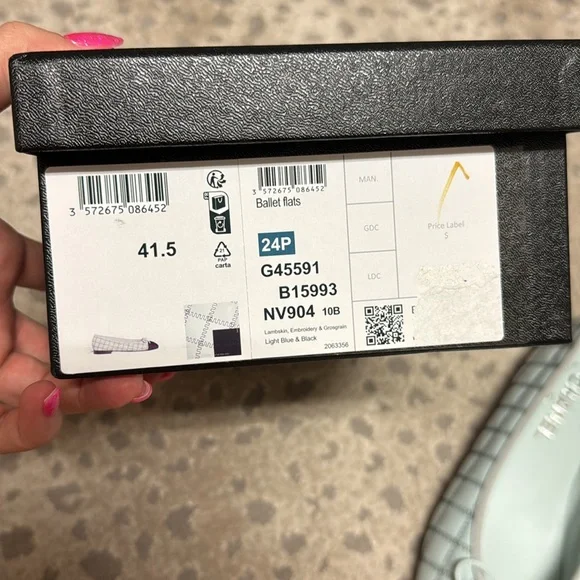 3 572675 086452
41.5
21
PAP
carta
3 572675 086452
Ballet flats
24P
G45591
B15993
NV904 10B
Lambskin, Embroidery & Grosgrain
Light Blue & Black
2063356
MAN.
GDC
LDC
Price Label
S